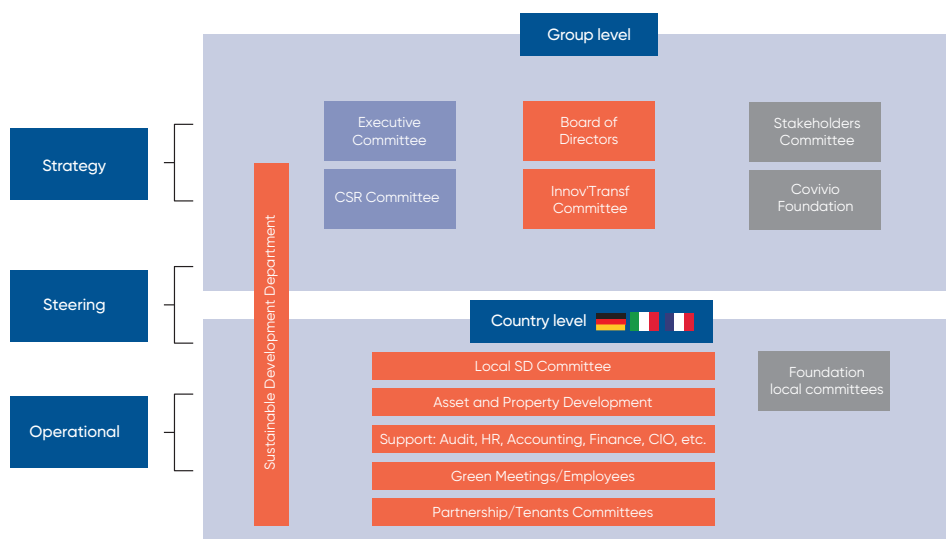 Group level
Strategy
Executive
Committee
Board of
Directors
Stakeholders
Committee
CSR Committee
Innov'Transf
Committee
Covivio
Foundation
Sustainable Development Department
Steering
Country level
Local SD Committee
Foundation
local committees
Asset and Property Development
Operational
Support: Audit, HR, Accounting, Finance, CIO, etc.
Green Meetings/Employees
Partnership/Tenants Committees